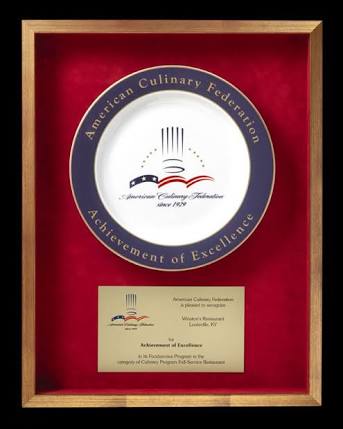 American Culinary Federation
American Culinary Federation
since 1929
Achievement of Excellence
American Culinary Federation
is pleased to recognize
Winston's Restaurant
Louisville, KY
American Culinary Federation
for
Achievement of Excellence
in its Foodservice Program in the
category of Culinary Program Full-Service Restaurant